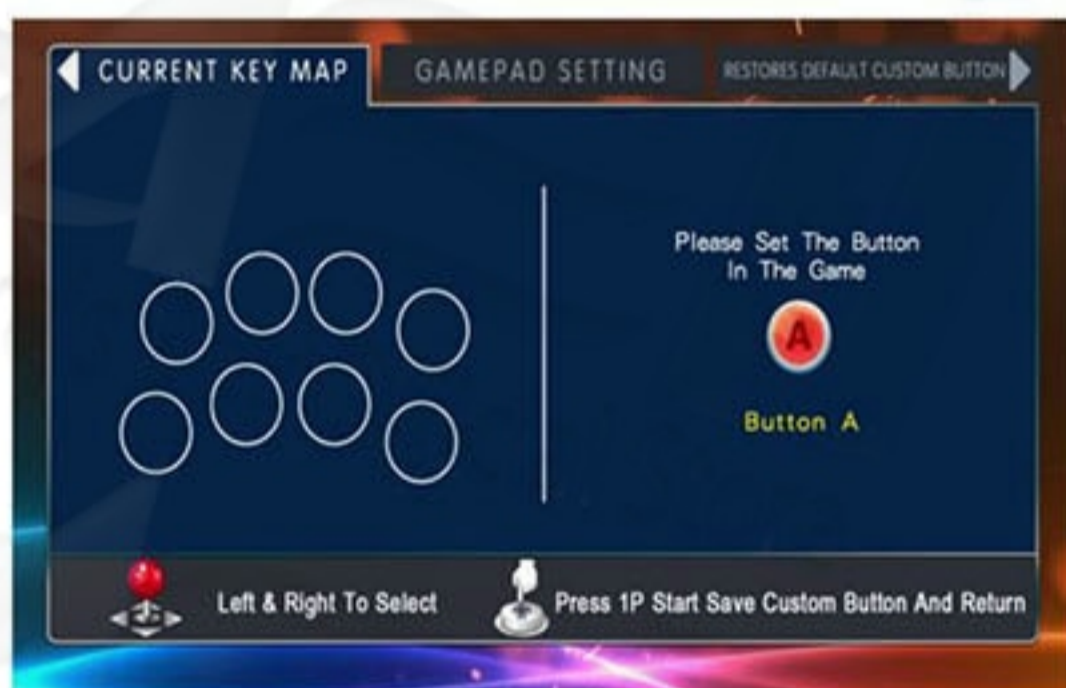 CURRENT KEY MAP
GAMEPAD SETTING
RESTORES DEFAULT CUSTOM BUTTON
Please Set The Button
In The Game
A
Button A
Left & Right To Select
Press 1P Start Save Custom Button And Return